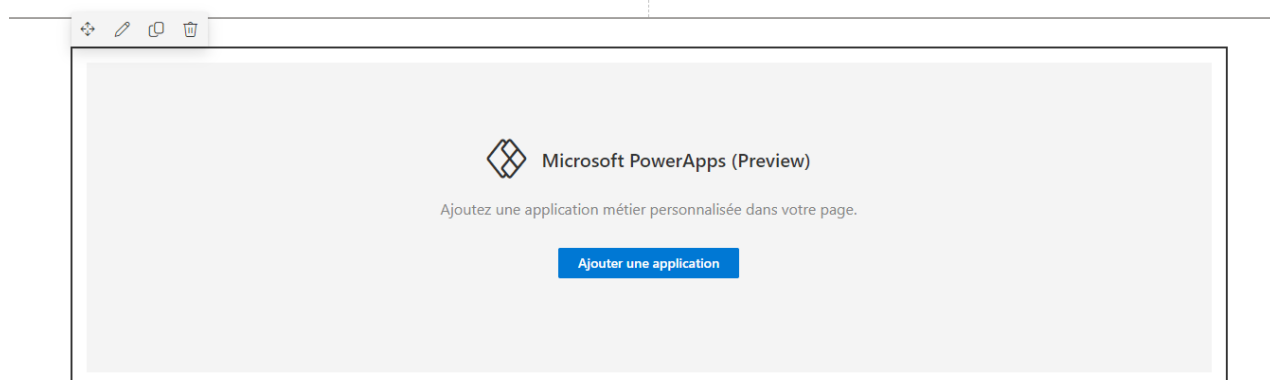 Microsoft PowerApps (Preview)
Ajoutez une application métier personnalisée dans votre page.
Ajouter une application